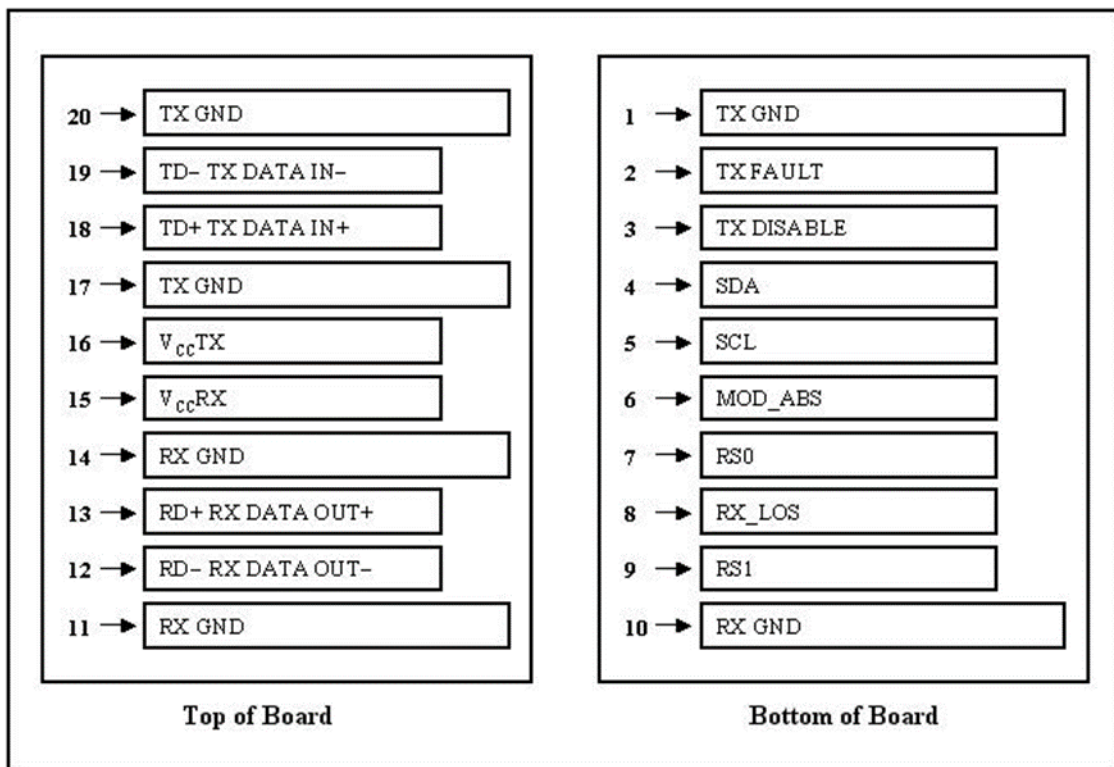 20 TX GND
19 TD− TX DATA IN−
18 TD+ TX DATA IN+
17 TX GND
16 VCCTX
15 VCCRX
14 RX GND
13 RD+ RX DATA OUT+
12 RD− RX DATA OUT−
11 RX GND
Top of Board
1 TX GND
2 TX FAULT
3 TX DISABLE
4 SDA
5 SCL
6 MOD_ABS
7 RS0
8 RX_LOS
9 RS1
10 RX GND
Bottom of Board